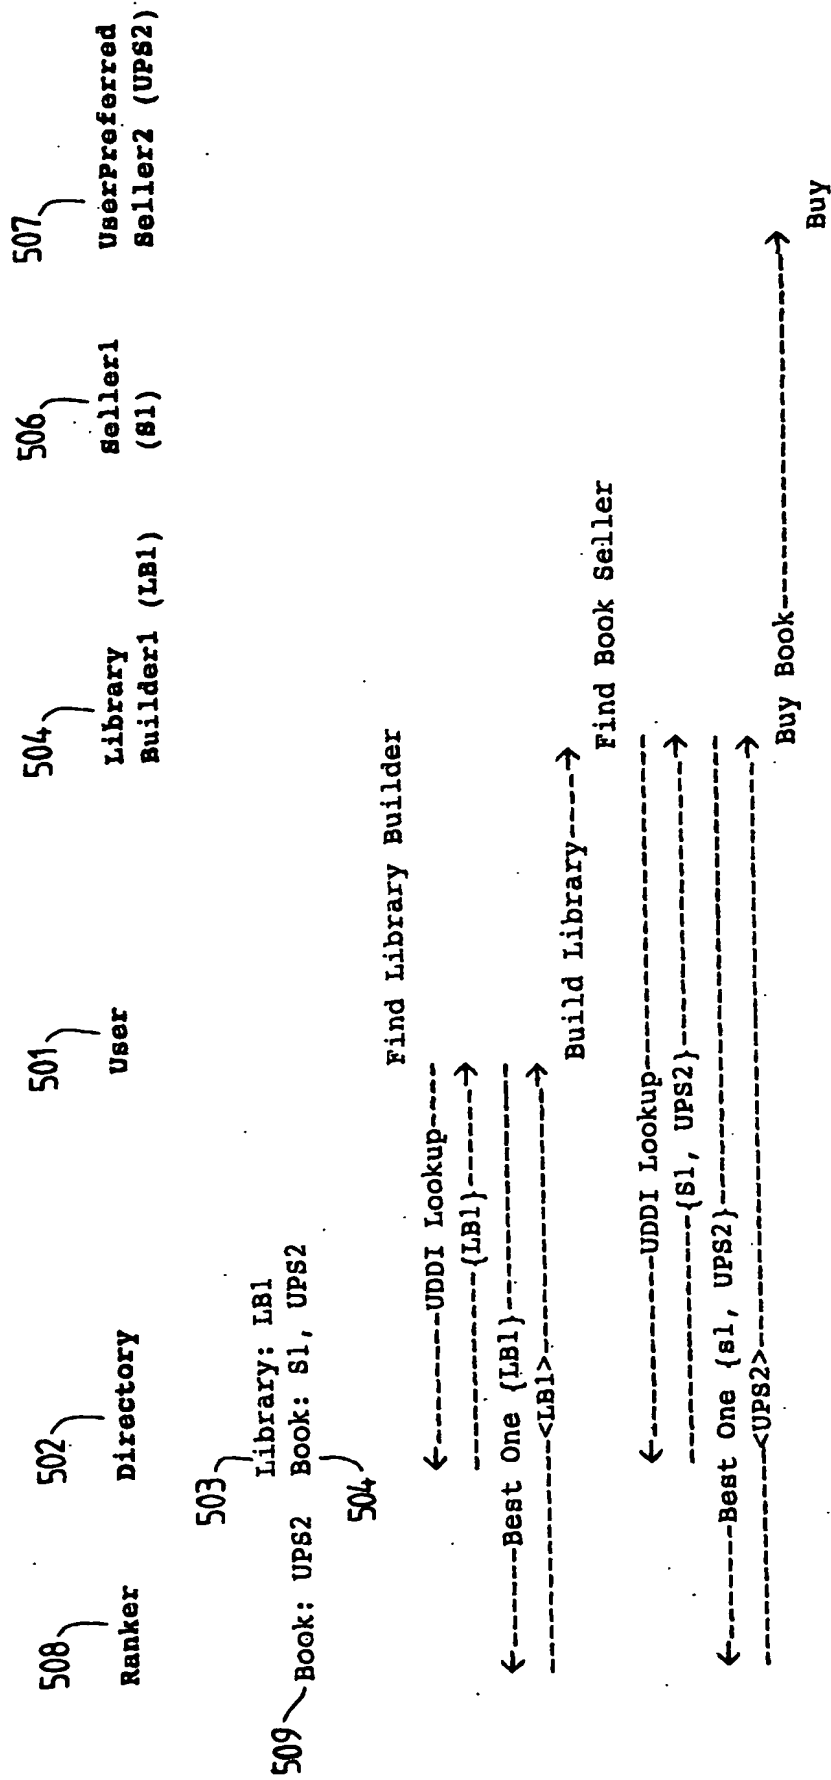 508 502 501 504 506 507
Ranker Directory User Library Seller1 UserPreferred
Builder1 (LB1) (S1) Seller2 (UPS2)
503
Library: LB1
509 Book: UPS2 Book: S1, UPS2
504
Find Library Builder
<---------UDDI Lookup----
----------{LB1}------>
<------Best One {LB1}-----------
-----------<LB1>--------------->
Build Library---->
Find Book Seller
<------UDDI Lookup-----------------------
---------{S1, UPS2}---------------------->
<-------Best One {s1, UPS2}-------------------------
----------<UPS2>------------------------------------>
Buy Book------------------------->
Buy